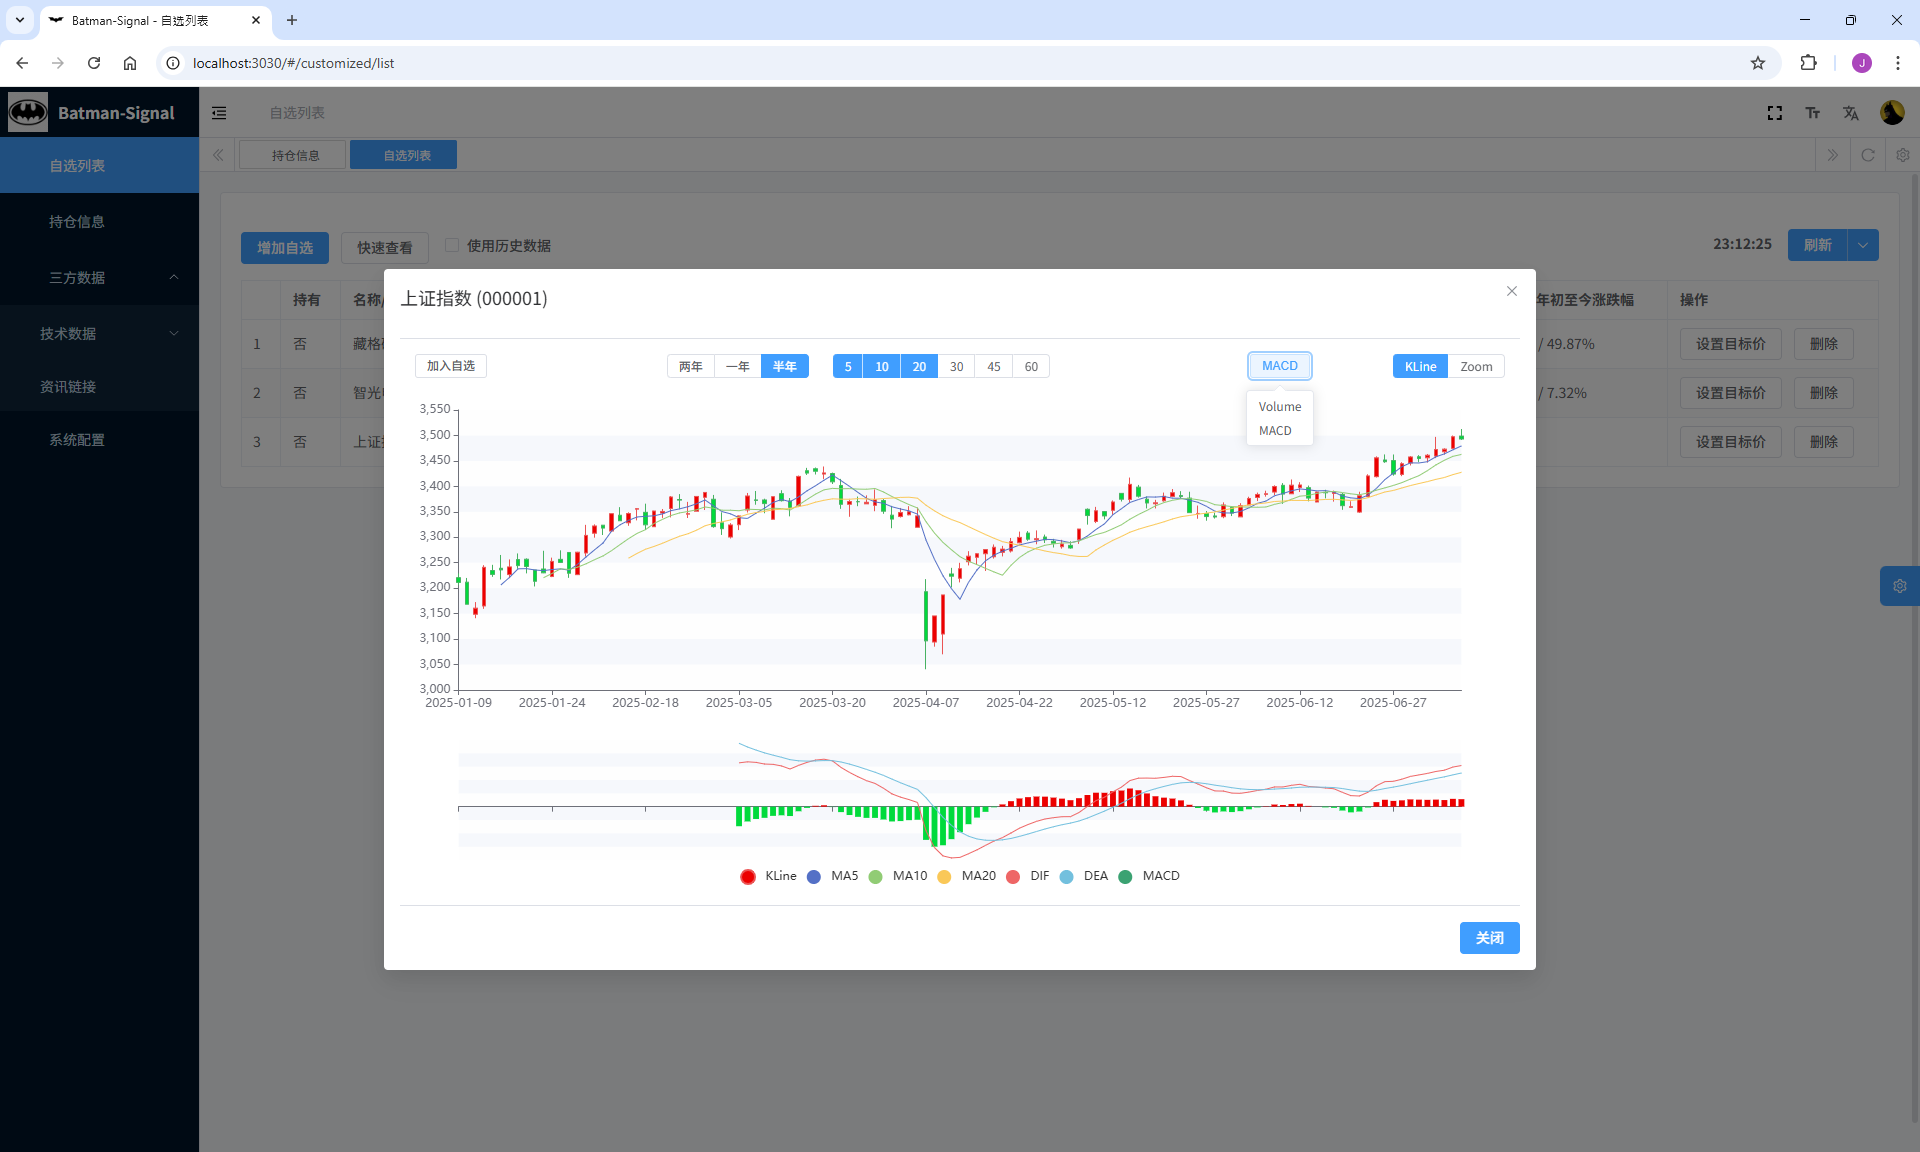 Batman-Signal - 自选列表
localhost:3030/#/customized/list
J
Batman-Signal
自选列表
自选列表
持仓信息
三方数据
技术数据
资讯链接
系统配置
持仓信息
自选列表
增加自选
快速查看
使用历史数据
23:12:25
刷新
持有
名称/
年初至今涨跌幅
操作
1
否
藏格
/ 49.87%
设置目标价
删除
2
否
智光
/ 7.32%
设置目标价
删除
3
否
上证
设置目标价
删除
上证指数 (000001)
加入自选
两年
一年
半年
5
10
20
30
45
60
MACD
KLine
Zoom
Volume
MACD
3,550
3,500
3,450
3,400
3,350
3,300
3,250
3,200
3,150
3,100
3,050
3,000
2025-01-09
2025-01-24
2025-02-18
2025-03-05
2025-03-20
2025-04-07
2025-04-22
2025-05-12
2025-05-27
2025-06-12
2025-06-27
KLine
MA5
MA10
MA20
DIF
DEA
MACD
关闭